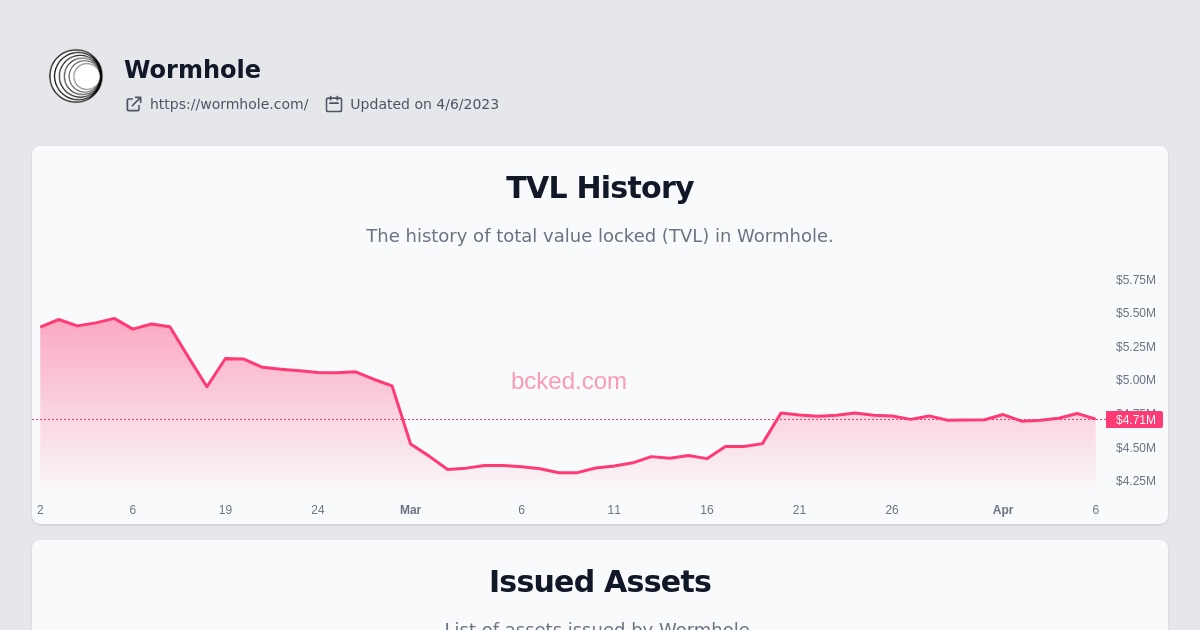 Wormhole
https://wormhole.com/ Updated on 4/6/2023
TVL History
The history of total value locked (TVL) in Wormhole.
$5.75M
$5.50M
$5.25M
$5.00M
bcked.com
$4.71M
$4.50M
$4.25M
2 6 19 24 Mar 6 11 16 21 26 Apr 6
Issued Assets
List of assets issued by Wormhole.